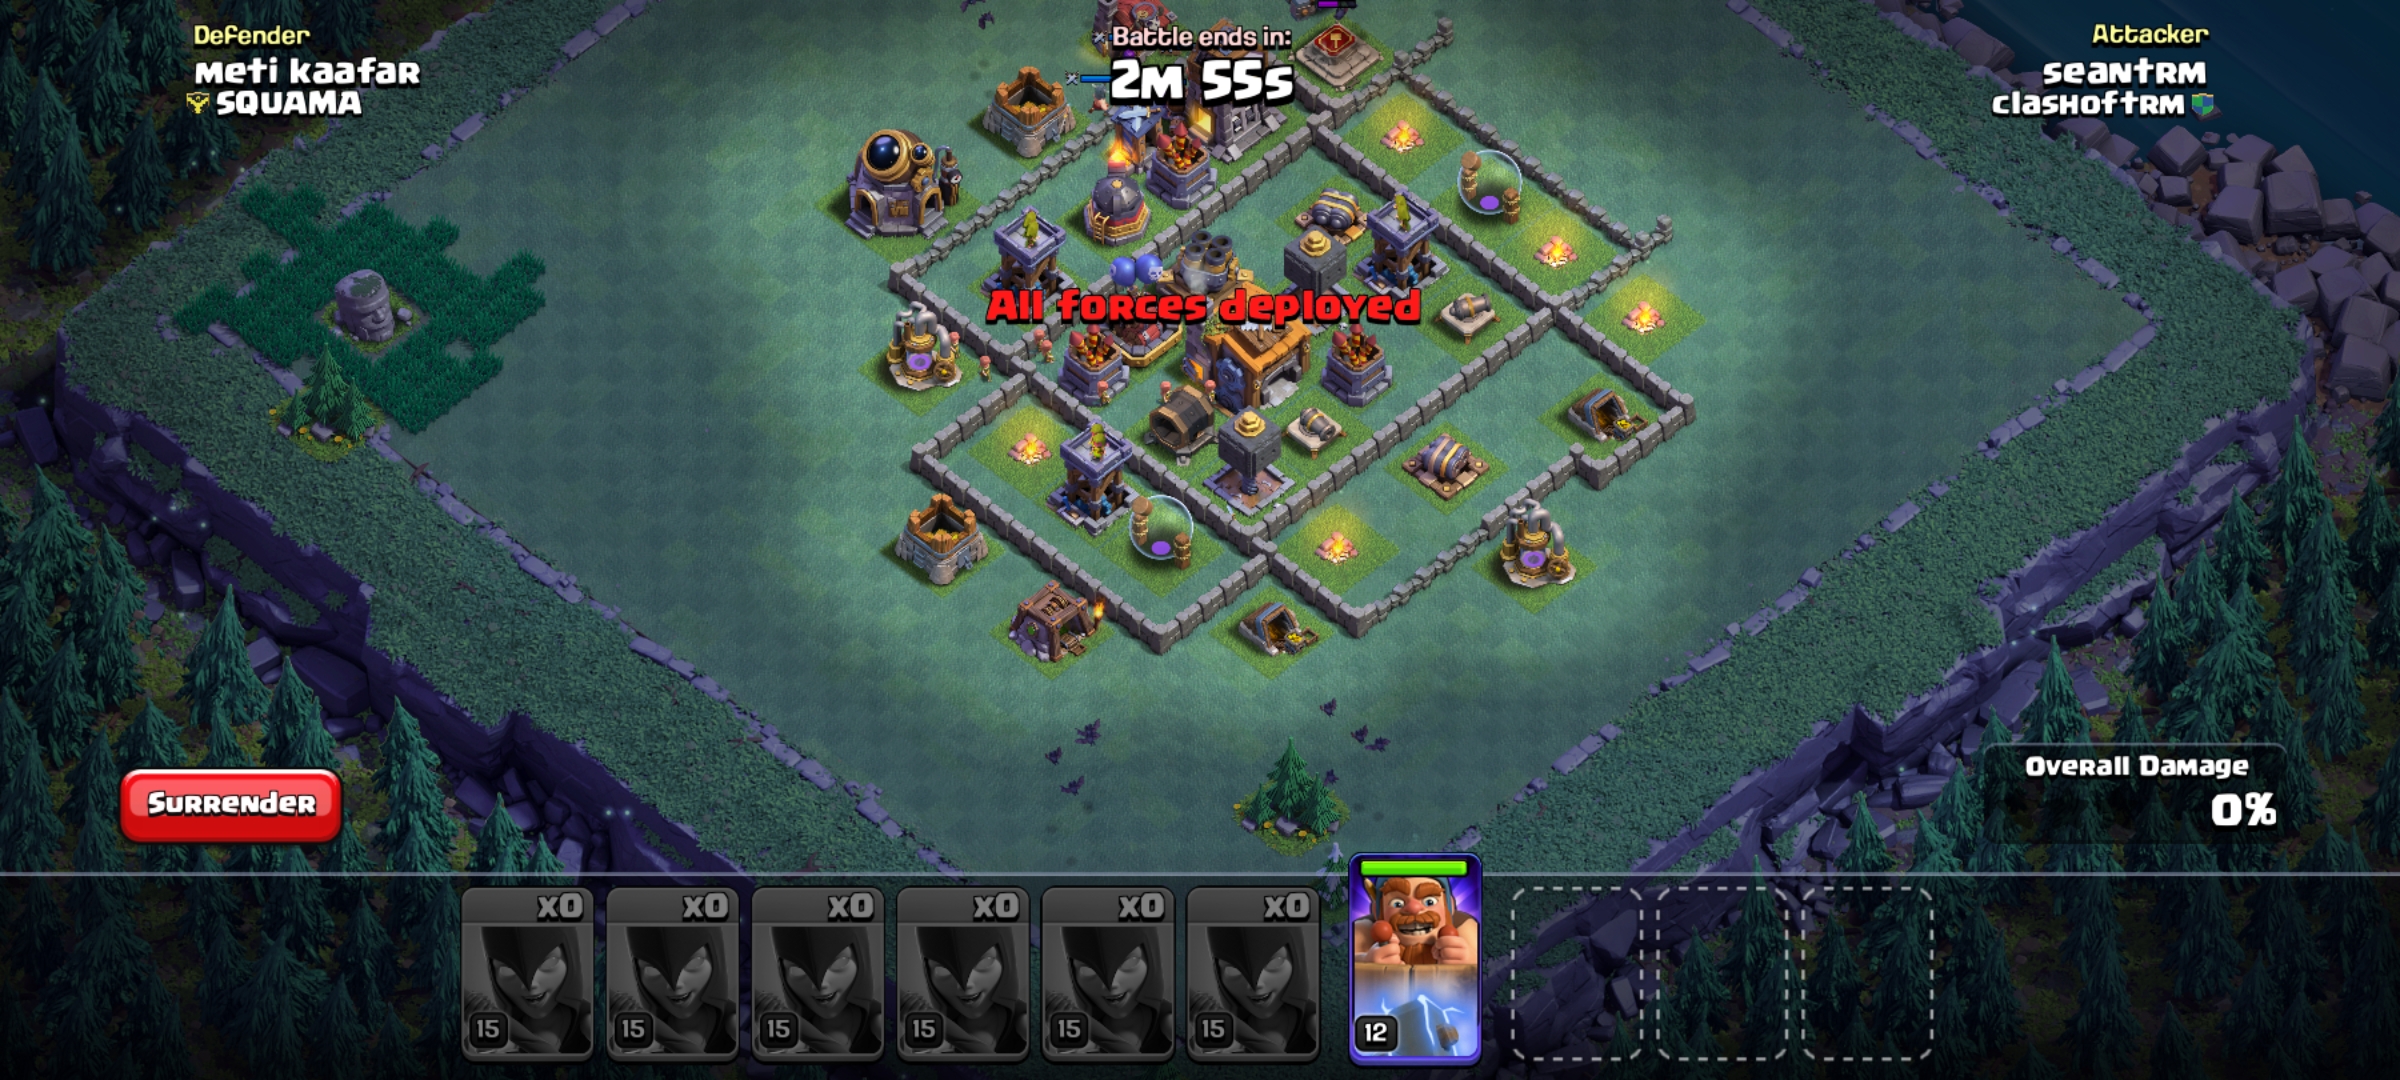 Defender
Meti kaafar
SQUAMA
Battle ends in:
2M 55s
Attacker
seantRM
clashoftRM
All forces deployed
Surrender
Overall Damage
0%
x0
x0
x0
x0
x0
x0
15
15
15
15
15
15
12